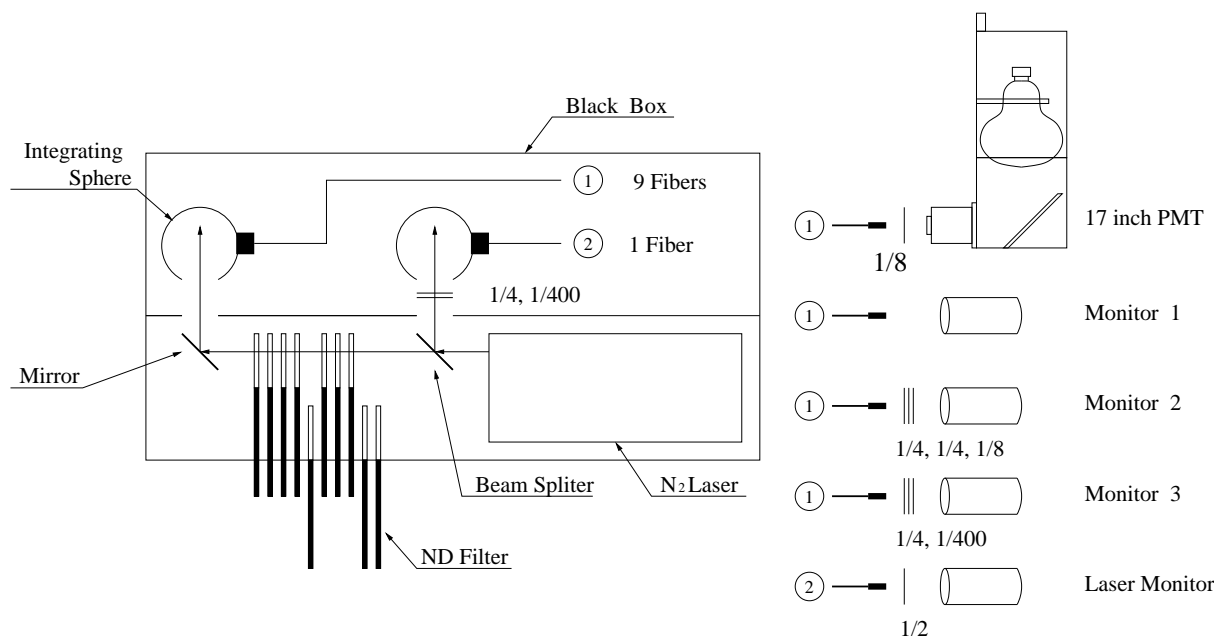 Black Box
Integrating
Sphere
1 9 Fibers
2 1 Fiber
1/4, 1/400
Mirror
Beam Spliter
N2Laser
ND Filter
1 17 inch PMT
1/8
1 Monitor 1
1 Monitor 2
1/4, 1/4, 1/8
1 Monitor 3
1/4, 1/400
2 Laser Monitor
1/2